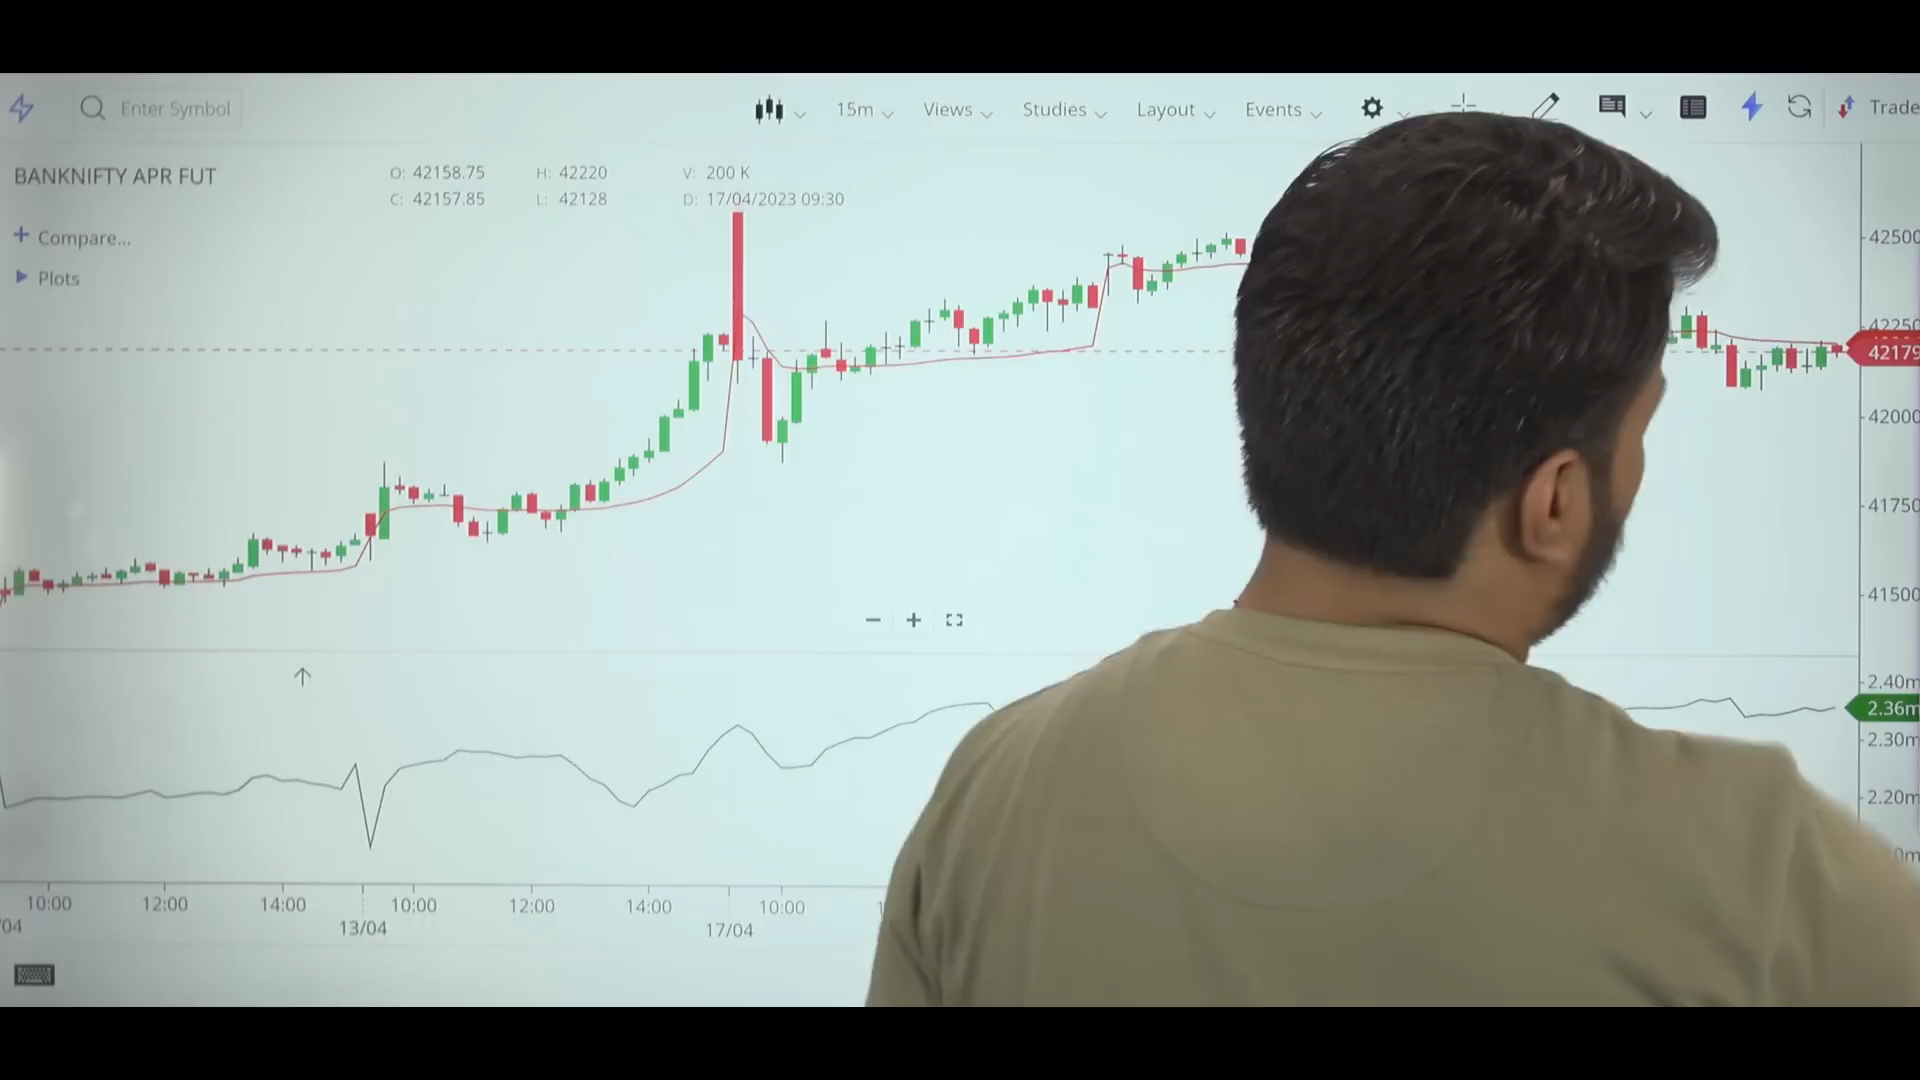 Enter Symbol 15m Views Studies Layout Events Trade
BANKNIFTY APR FUT
O: 42158.75 H: 42220 V: 200 K
C: 42157.85 L: 42128 D: 17/04/2023 09:30
Compare...
Plots
42500
42250
42179
42000
41750
41500
2.40m
2.36m
2.30m
2.20m
10:00 12:00 14:00 10:00 12:00 14:00 10:00
/04 13/04 17/04